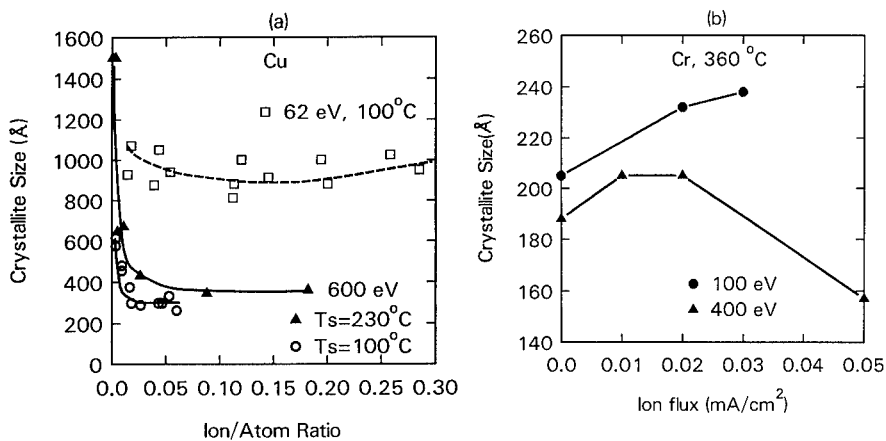 (a)
Crystallite Size (Å)
1600
1400
1200
1000
800
600
400
200
0
Cu
62 eV, 100°C
600 eV
Ts=230°C
Ts=100°C
0.0 0.05 0.10 0.15 0.20 0.25 0.30
Ion/Atom Ratio
(b)
Crystallite Size(Å)
260
240
220
200
180
160
140
Cr, 360 °C
100 eV
400 eV
0.0 0.01 0.02 0.03 0.04 0.05
Ion flux (mA/cm²)